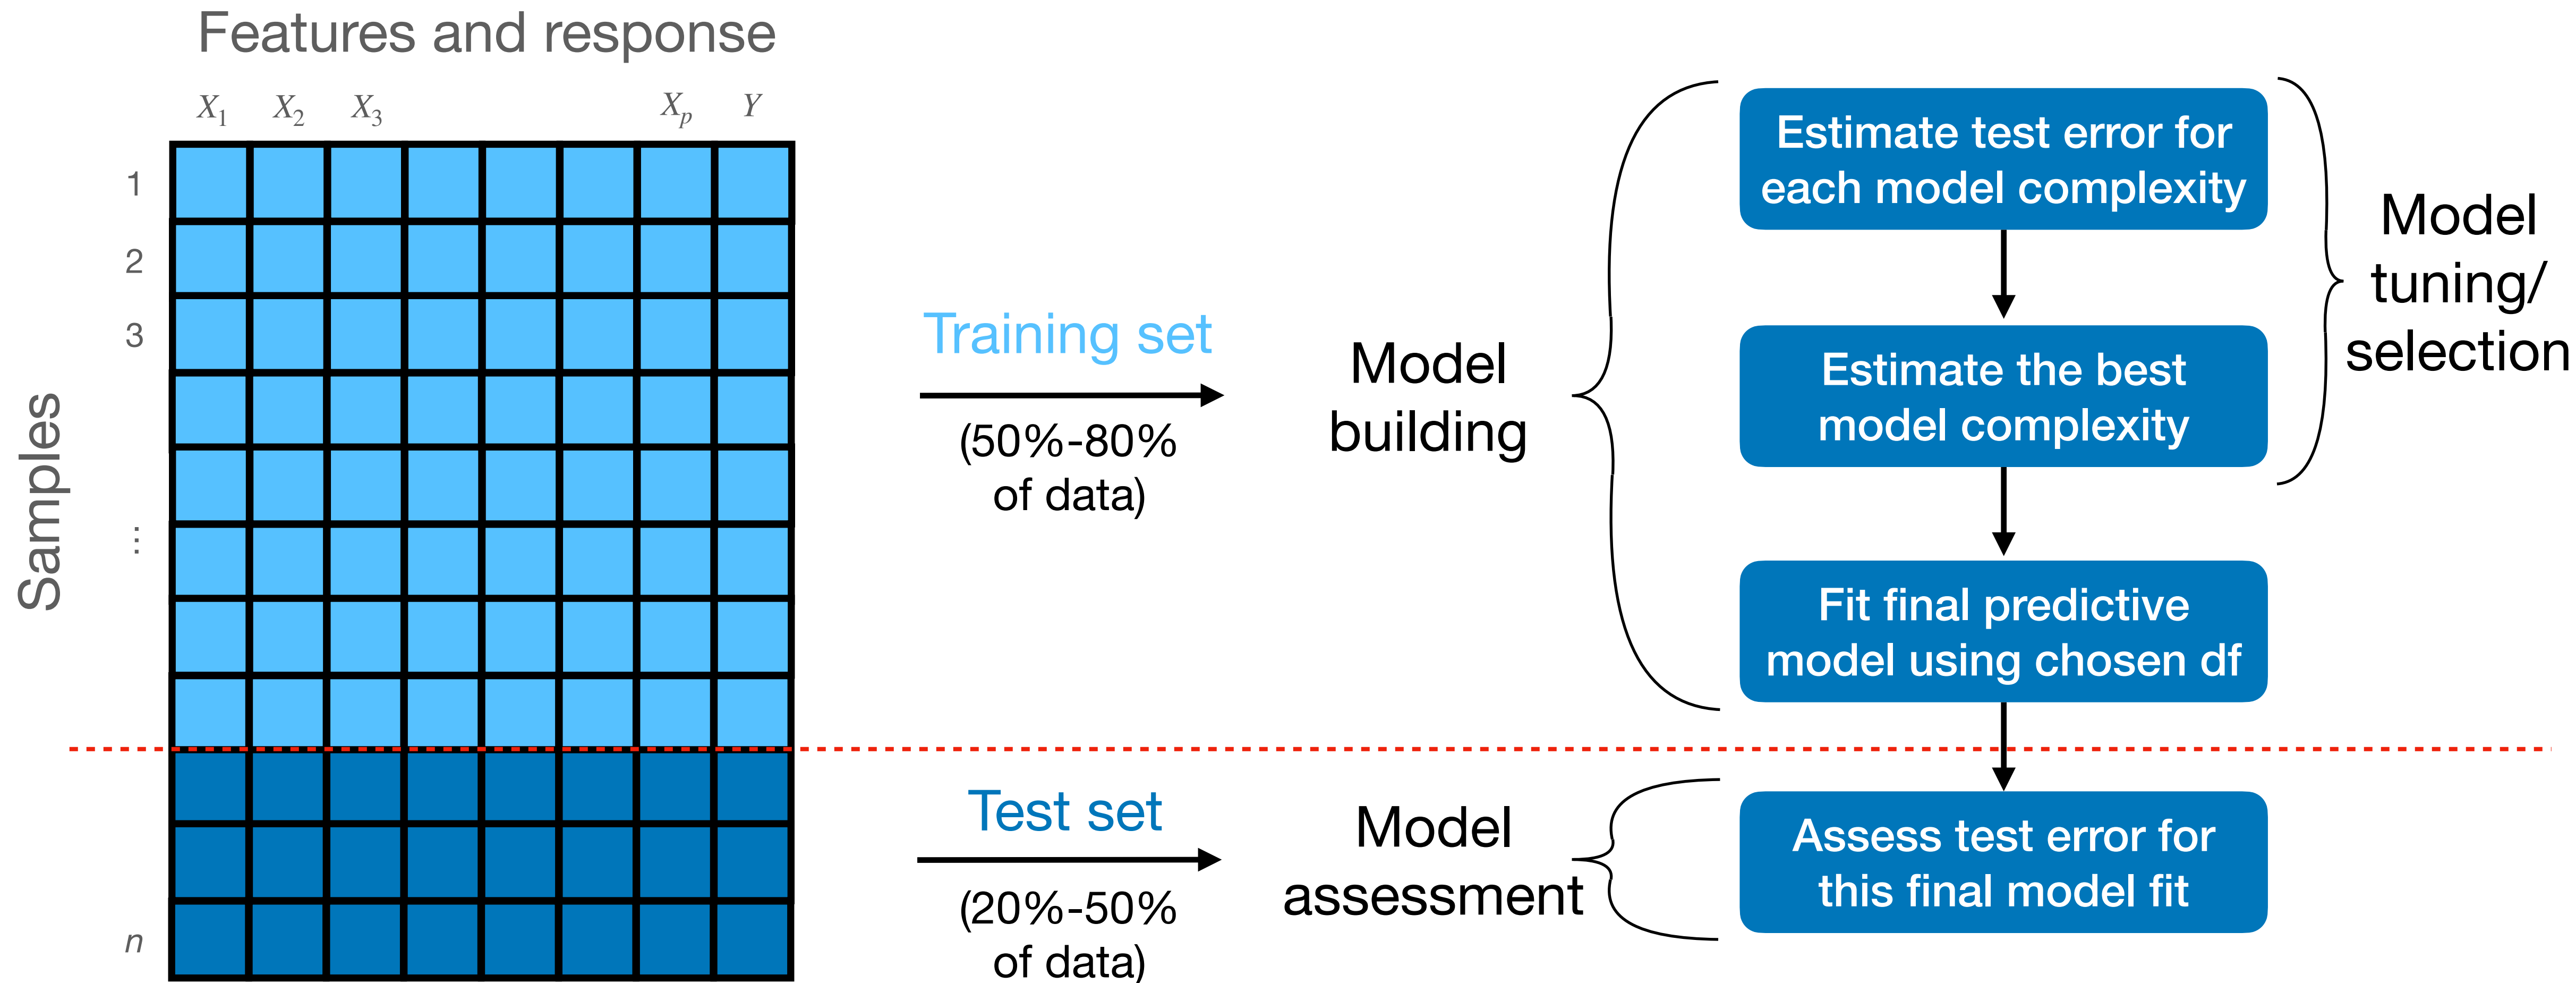 Features and response
X₁ X₂ X₃ Xₚ Y
Samples
1
2
3
⋮
n
Training set
(50%-80%
of data)
Model
building
Estimate test error for
each model complexity
Estimate the best
model complexity
Fit final predictive
model using chosen df
Model
tuning/
selection
Test set
(20%-50%
of data)
Model
assessment
Assess test error for
this final model fit